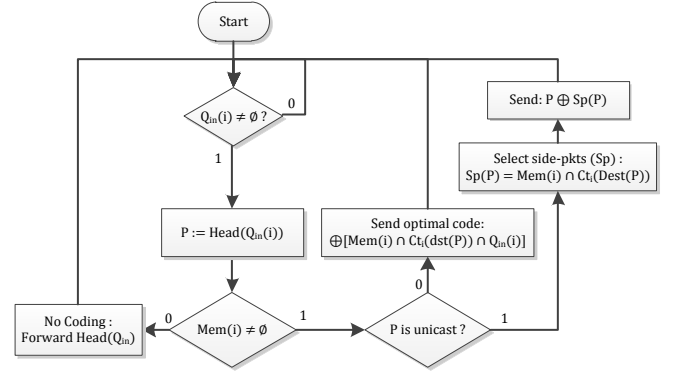 Start
Qin(i) ≠ ∅ ?
0
1
Send: P ⊕ Sp(P)
Select side-pkts (Sp) :
Sp(P) = Mem(i) ∩ Cti(Dest(P))
P := Head(Qin(i))
Send optimal code:
⊕[Mem(i) ∩ Cti(dst(P)) ∩ Qin(i)]
0
No Coding :
Forward Head(Qin)
0
Mem(i) ≠ ∅
1
P is unicast ?
1